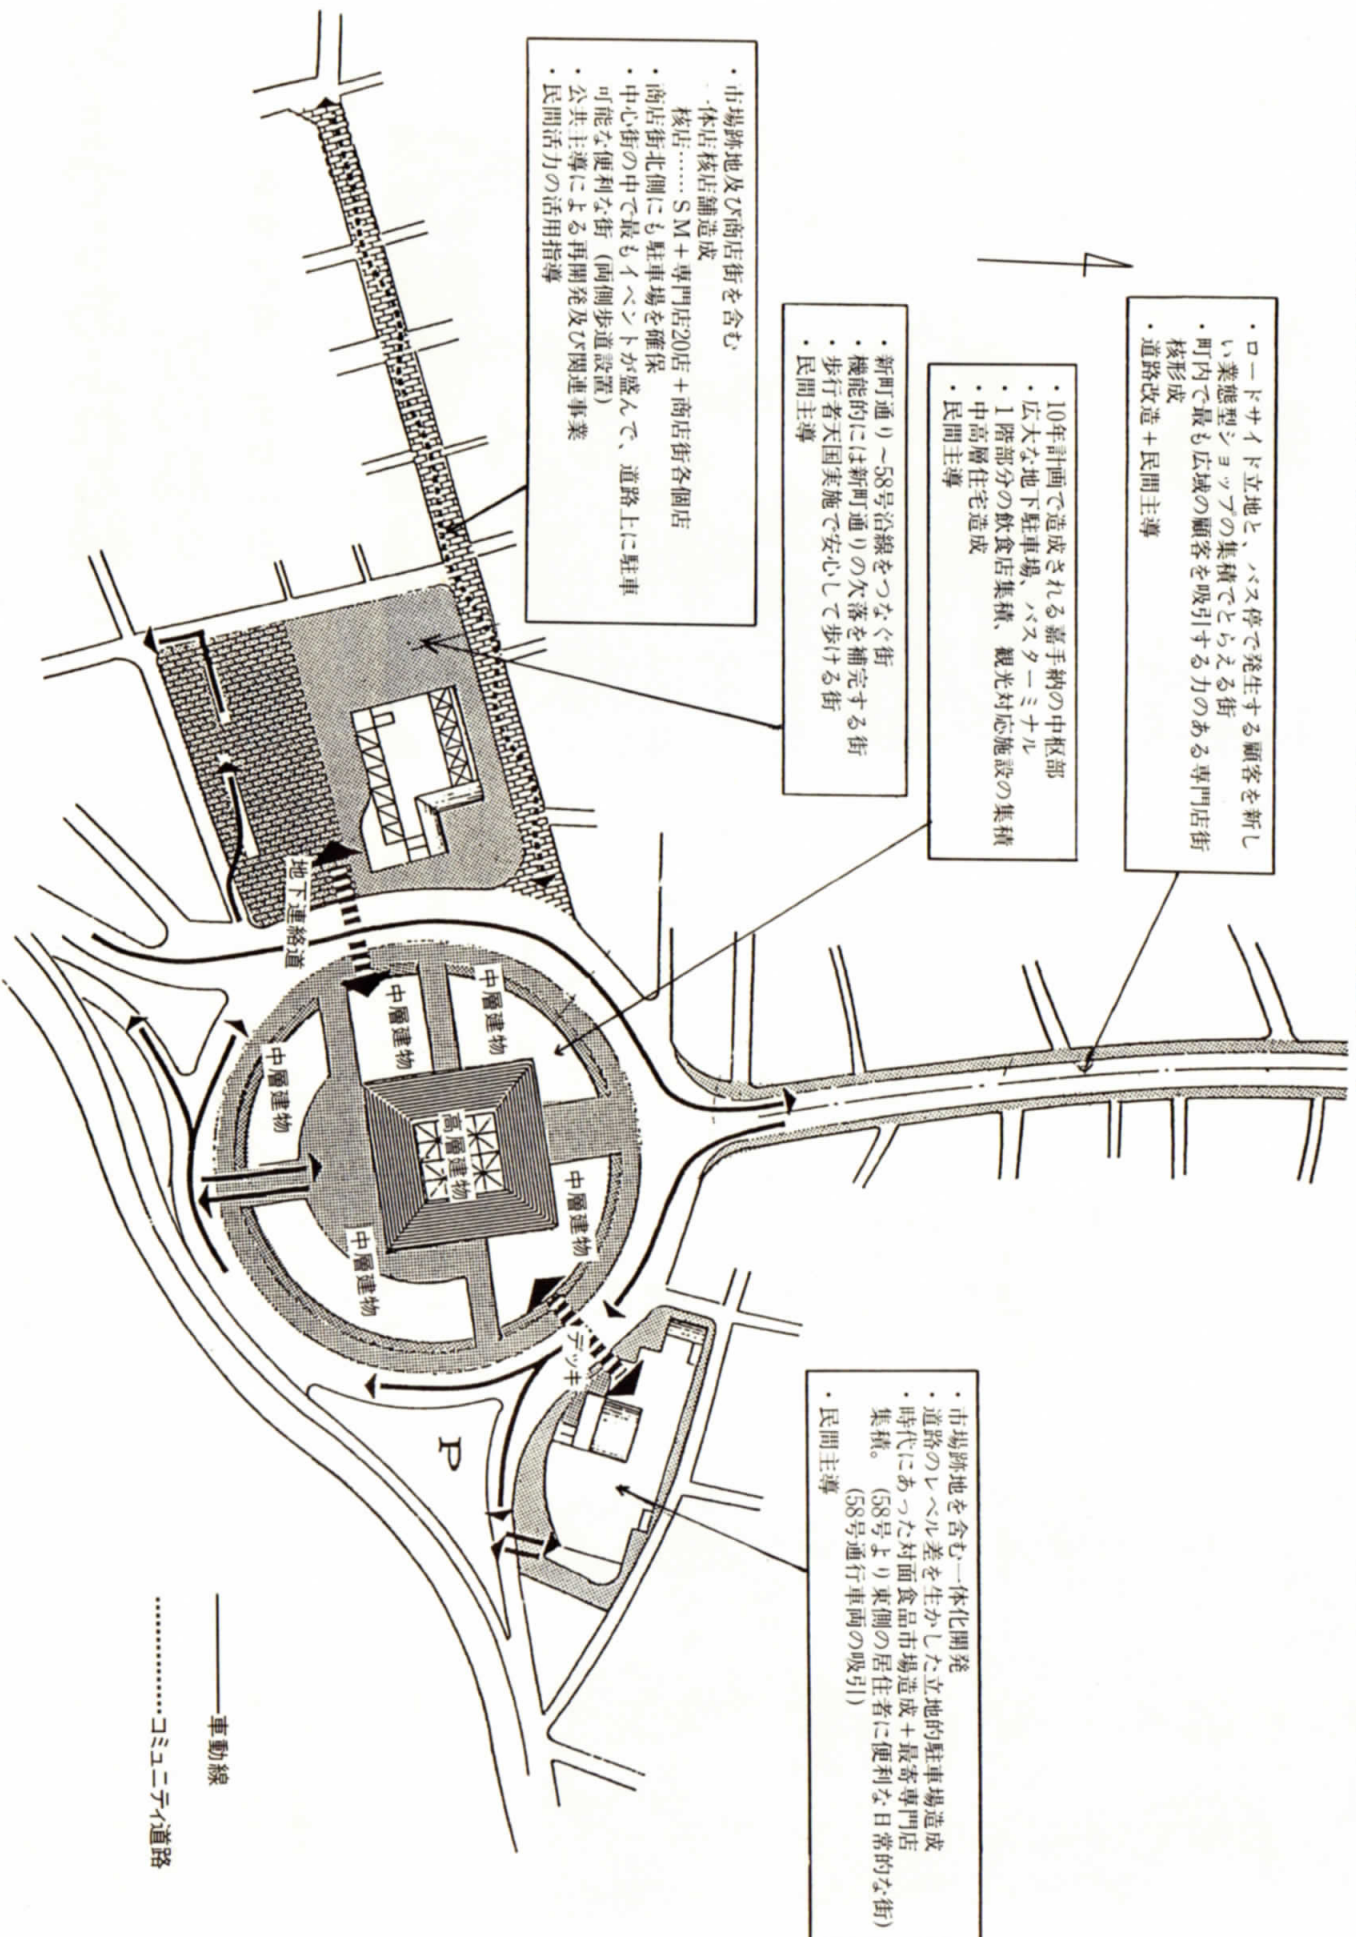 ・ロードサイド立地と、バス停で発生する顧客を新し
い業態型ショップの集積でとらえる街
・町内で最も広域の顧客を吸引する力のある専門店街
核形成
・道路改造＋民間主導
・10年計画で造成される嘉手納の中枢部
・広大な地下駐車場、バスターミナル
・1階部分の飲食店集積、観光対応施設の集積
・中高層住宅造成
・民間主導
・新町通り～58号沿線をつなぐ街
・機能的には新町通りの欠落を補完する街
・歩行者天国実施で安心して歩ける街
・民間主導
・市場跡地及び商店街を含む
一体店核店舗造成
核店……SM＋専門店20店＋商店街各個店
・商店街北側にも駐車場を確保
・中心街の中で最もイベントが盛んで、道路上に駐車
可能な便利な街（両側歩道設置）
・公共主導による再開発及び関連事業
・民間活力の活用指導
・市場跡地を含む一体化開発
・道路のレベル差を生かした立地的駐車場造成
・時代にあった対面食品市場造成＋最寄専門店
集積。（58号より東側の居住者に便利な日常的な街）
（58号通行車両の吸引）
・民間主導
地下連絡道
中層建物
中層建物
中層建物
高層建物
中層建物
中層建物
デッキ
P
車動線
コミュニティ道路